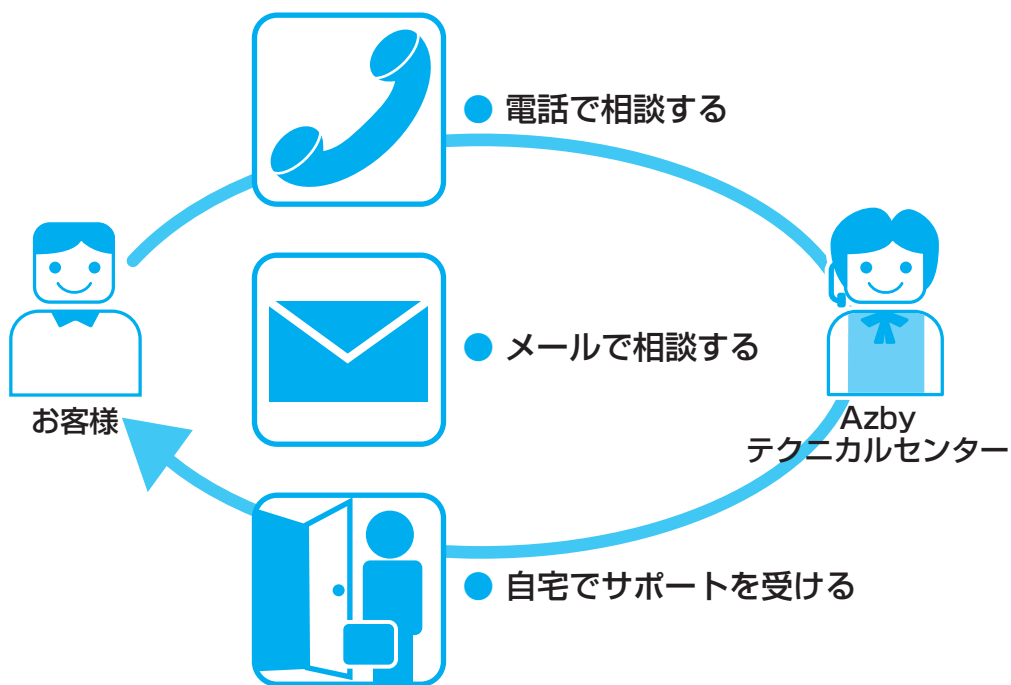 ● 電話で相談する
● メールで相談する
お客様
Azby
テクニカルセンター
● 自宅でサポートを受ける